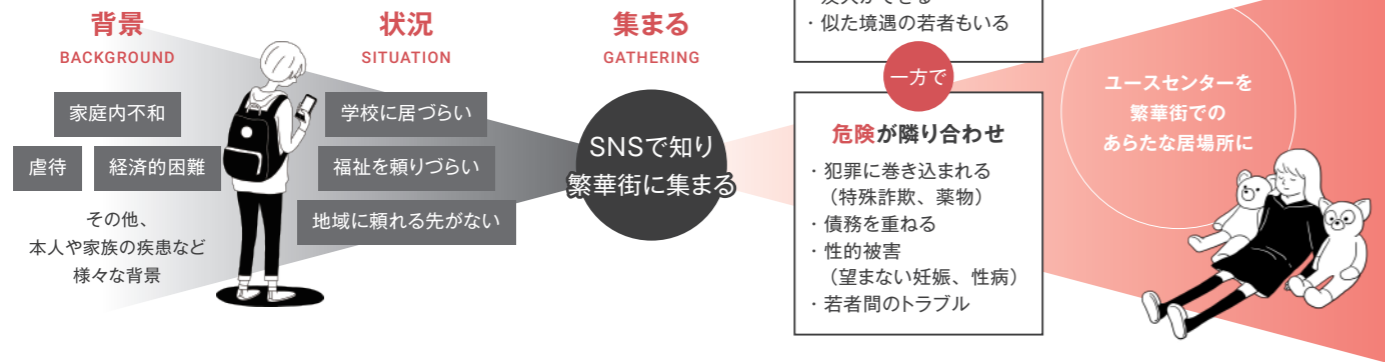 背景
BACKGROUND
家庭内不和
虐待
経済的困難
その他、
本人や家族の疾患など
様々な背景
状況
SITUATION
学校に居づらい
福祉を頼りづらい
地域に頼れる先がない
集まる
GATHERING
SNSで知り
繁華街に集まる
・似た境遇の若者もいる
一方で
危険が隣り合わせ
・犯罪に巻き込まれる
（特殊詐欺、薬物）
・債務を重ねる
・性的被害
（望まない妊娠、性病）
・若者間のトラブル
ユースセンターを
繁華街での
あらたな居場所に